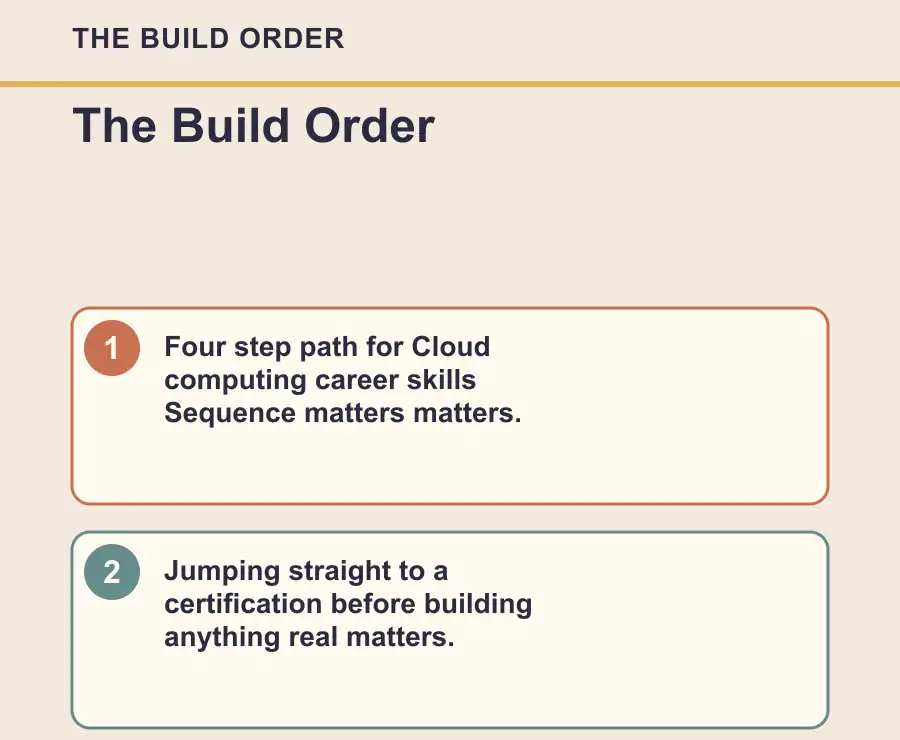 THE BUILD ORDER
The Build Order
1
Four step path for Cloud
computing career skills
Sequence matters matters.
2
Jumping straight to a
certification before building
anything real matters.